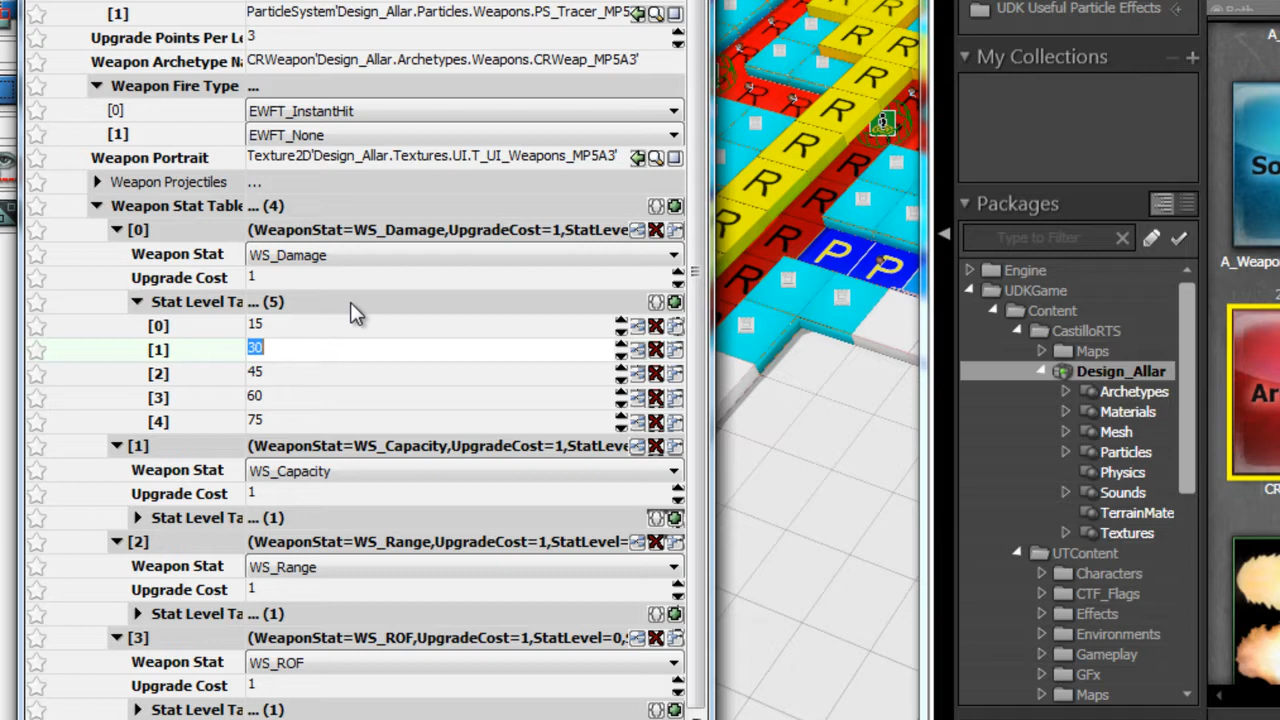 [1] ParticleSystem'Design_Allar.Particles.Weapons.PS_Tracer_MP5
Upgrade Points Per Le 3
Weapon Archetype Na CRWeapon'Design_Allar.Archetypes.Weapons.CRWeap_MP5A3'
Weapon Fire Type ...
[0] EWFT_InstantHit
[1] EWFT_None
Weapon Portrait Texture2D'Design_Allar.Textures.UI.T_UI_Weapons_MP5A3'
Weapon Projectiles ...
Weapon Stat Table ... (4)
[0] (WeaponStat=WS_Damage,UpgradeCost=1,StatLeve
Weapon Stat WS_Damage
Upgrade Cost 1
Stat Level Ta ... (5)
[0] 15
[1] 30
[2] 45
[3] 60
[4] 75
[1] (WeaponStat=WS_Capacity,UpgradeCost=1,StatLeve
Weapon Stat WS_Capacity
Upgrade Cost 1
Stat Level Ta ... (1)
[2] (WeaponStat=WS_Range,UpgradeCost=1,StatLevel=
Weapon Stat WS_Range
Upgrade Cost 1
Stat Level Ta ... (1)
[3] (WeaponStat=WS_ROF,UpgradeCost=1,StatLevel=0,
Weapon Stat WS_ROF
Upgrade Cost 1
Stat Level Ta ... (1)
R R
R
R
R
R
R
R
R
R
R
P P
UDK Useful Particle Effects
My Collections
Packages
Type to Filter
Engine
UDKGame
Content
CastilloRTS
Maps
Design_Allar
Archetypes
Materials
Mesh
Particles
Physics
Sounds
TerrainMate
Textures
UTContent
Characters
CTF_Flags
Effects
Environments
Gameplay
GFx
Maps
Both
So
A_Weapo
Ar